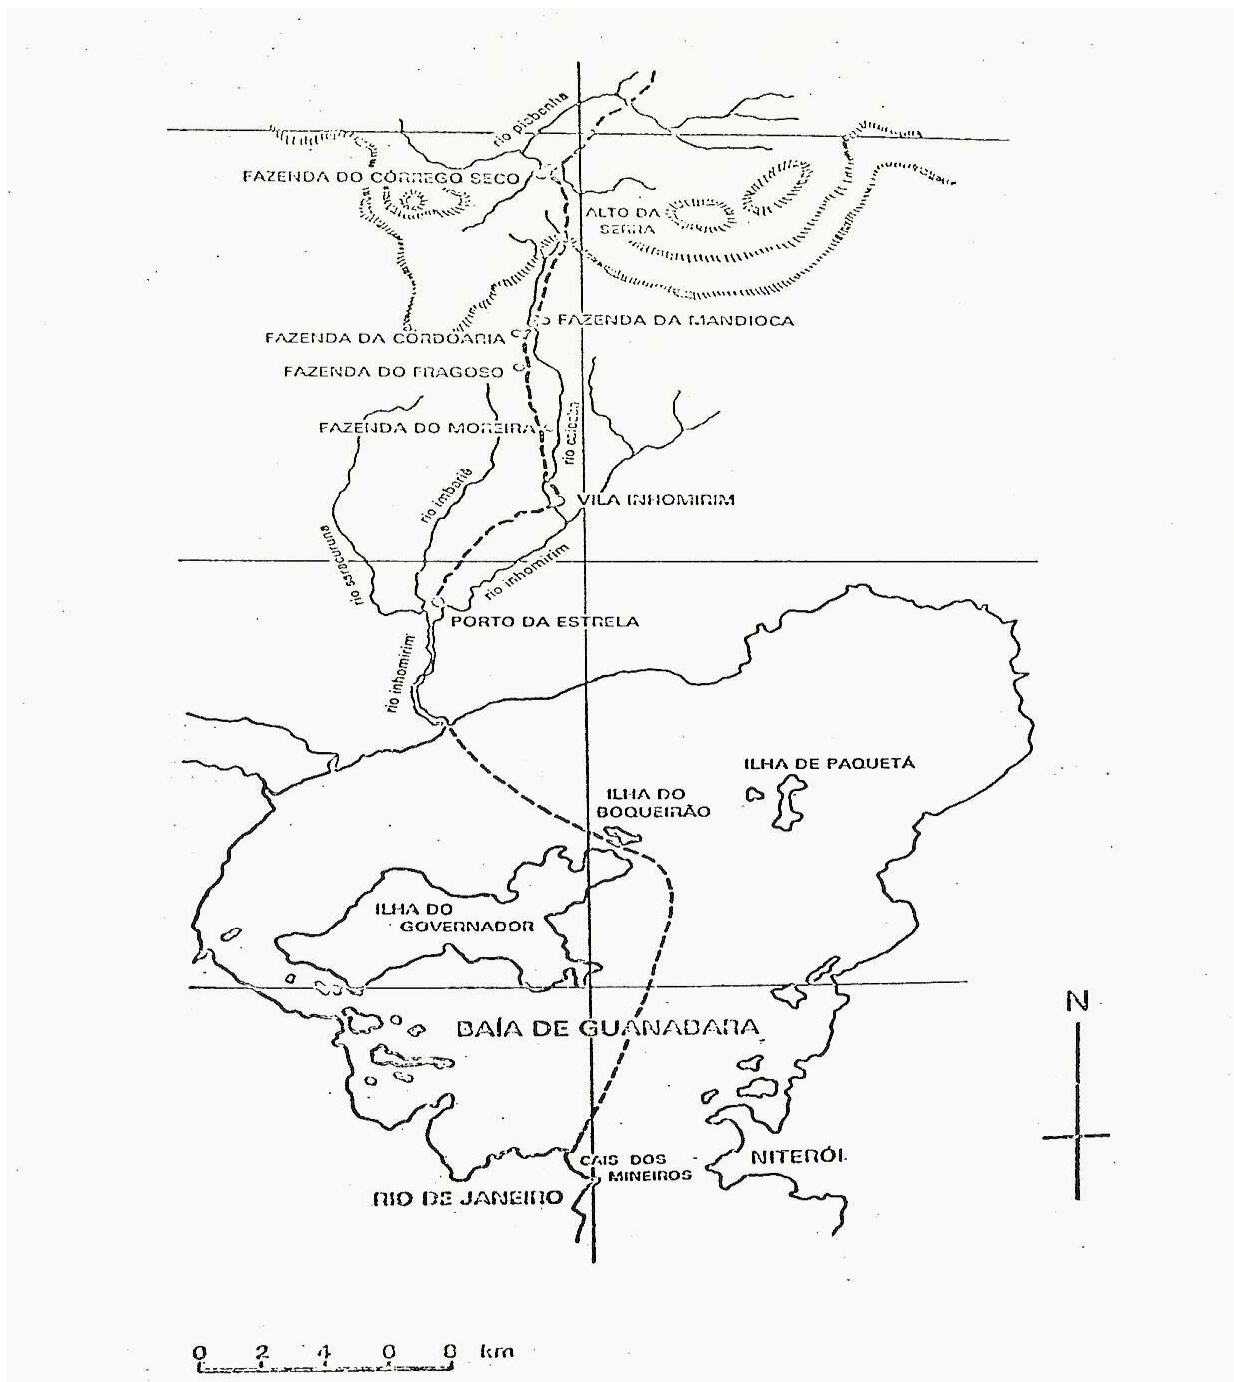 rio piabanha
FAZENDA DO CÓRREGO SECO
ALTO DA
SERRA
FAZENDA DA MANDIOCA
FAZENDA DA CORDOARIA
FAZENDA DO FRAGOSO
FAZENDA DO MOREIRA
rio imbariê
VILA INHOMIRIM
rio saracuruna
rio inhomirim
PORTO DA ESTRELA
rio inhomirim
ILHA DE PAQUETÁ
ILHA DO
BOQUEIRÃO
ILHA DO
GOVERNADOR
BAÍA DE GUANABARA
N
CAIS DOS
MINEIROS
NITERÓI
RIO DE JANEIRO
0 2 4 6 8 km